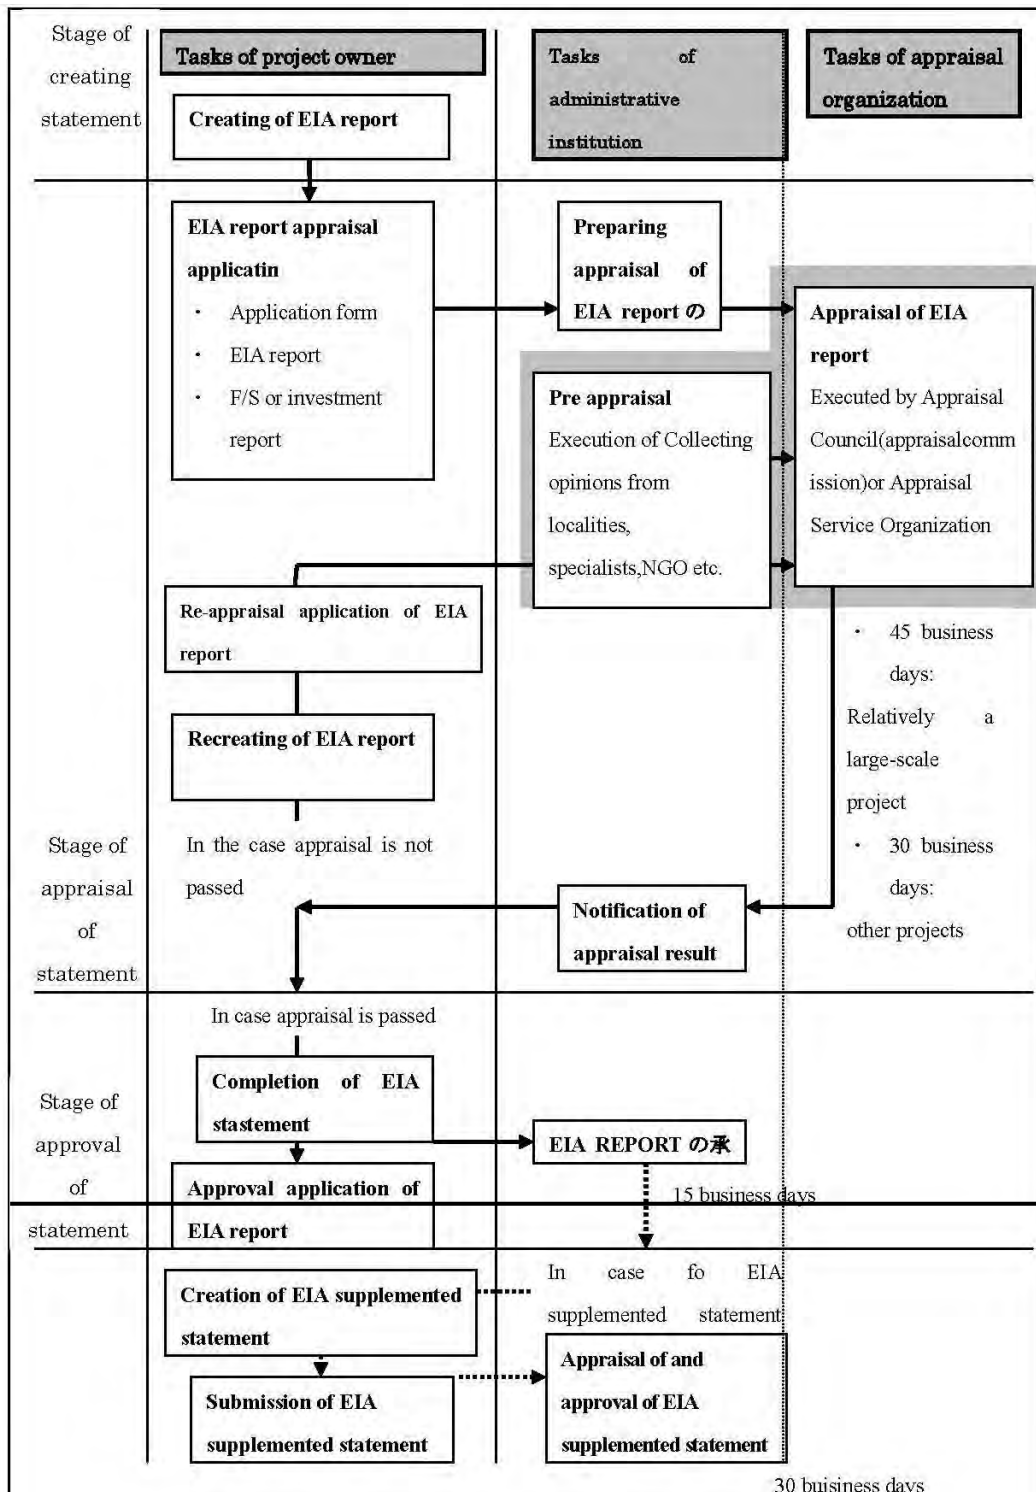 Stage of
creating
statement
Tasks of project owner
Tasks of
administrative
institution
Tasks of appraisal
organization
Creating of EIA report
EIA report appraisal
applicatin
・ Application form
・ EIA report
・ F/S or investment
report
Preparing
appraisal of
EIA report の
Appraisal of EIA
report
Executed by Appraisal
Council(appraisalcomm
ission)or Appraisal
Service Organization
Pre appraisal
Execution of Collecting
opinions from
localities,
specialists,NGO etc.
Re-appraisal application of EIA
report
Recreating of EIA report
In the case appraisal is not
passed
・ 45 business
days:
Relatively a
large-scale
project
・ 30 business
days:
other projects
Stage of
appraisal
of
statement
Notification of
appraisal result
In case appraisal is passed
Completion of EIA
stastement
Stage of
approval
of
statement
EIA REPORT の承
Approval application of
EIA report
15 business days
In case fo EIA
supplemented statement
Creation of EIA supplemented
statement
Appraisal of and
approval of EIA
supplemented statement
Submission of EIA
supplemented statement
30 buisiness days